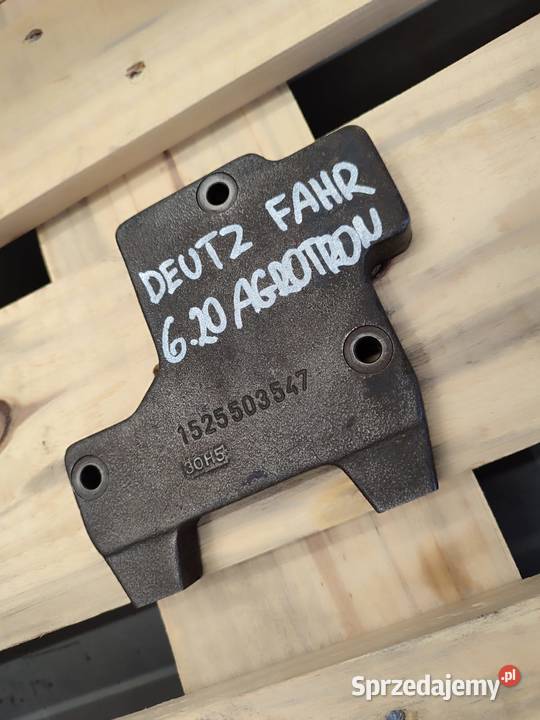 DEUTZ FAHR
6.20 AGROTRON
1525503547
30H5
Sprzedajemy.pl